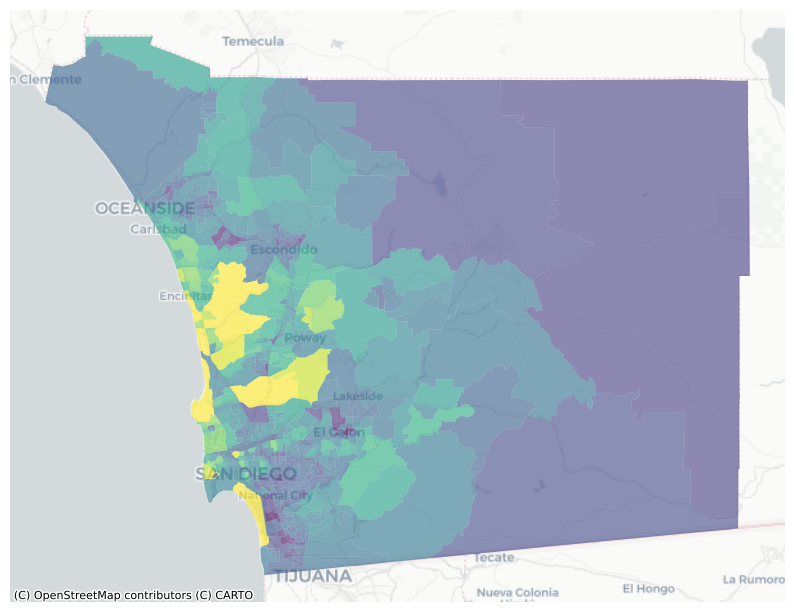 Temecula
n Clemente
OCEANSIDE
Carlsbad
Escondido
Encinitas
Poway
Lakeside
El Cajon
SAN DIEGO
National City
Tecate
TIJUANA
La Rumoro
El Hongo
Nueva Colonia
(C) OpenStreetMap contributors (C) CARTO